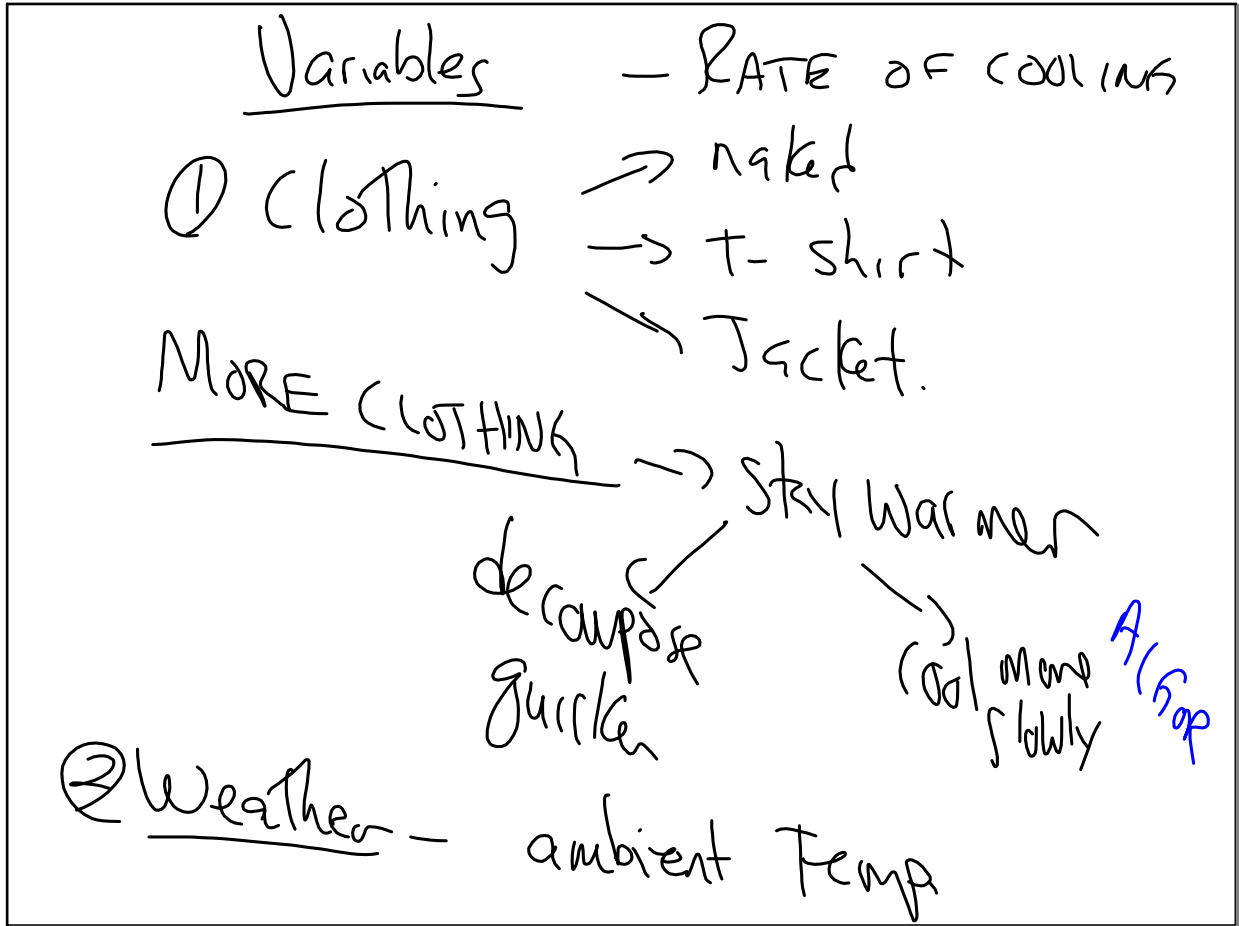 Variables – RATE OF COOLING
① Clothing → naked
→ T- shirt
→ Jacket.
MORE CLOTHING → stay warmer
decompose
quicker
cool more
slowly
② Weather – ambient Temp